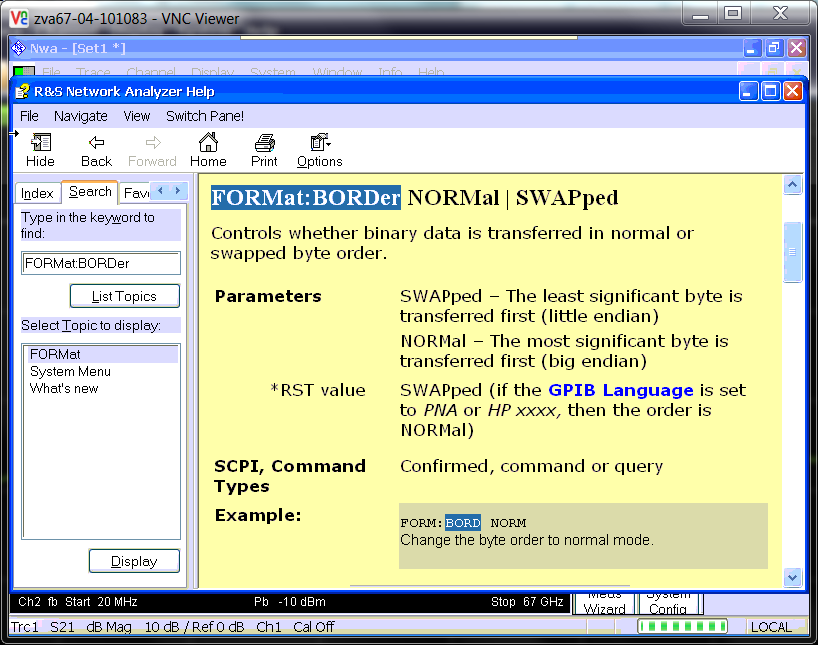 zva67-04-101083 - VNC Viewer
Nwa - [Set1 *]
File Trace Channel Display System Window Info Help
R&S Network Analyzer Help
File Navigate View Switch Pane!
Hide Back Forward Home Print Options
Index Search Fav
Type in the keyword to
find:
FORMat:BORDer
List Topics
Select Topic to display:
FORMat
System Menu
What's new
Display
FORMat:BORDer NORMal | SWAPped
Controls whether binary data is transferred in normal or
swapped byte order.
Parameters SWAPped – The least significant byte is
transferred first (little endian)
NORMal – The most significant byte is
transferred first (big endian)
*RST value SWAPped (if the GPIB Language is set
to PNA or HP xxxx, then the order is
NORMal)
SCPI, Command Confirmed, command or query
Types
Example: FORM:BORD NORM
Change the byte order to normal mode.
Ch2 fb Start 20 MHz Pb -10 dBm Stop 67 GHz
Meas System
Wizard Config
Trc1 S21 dB Mag 10 dB / Ref 0 dB Ch1 Cal Off LOCAL